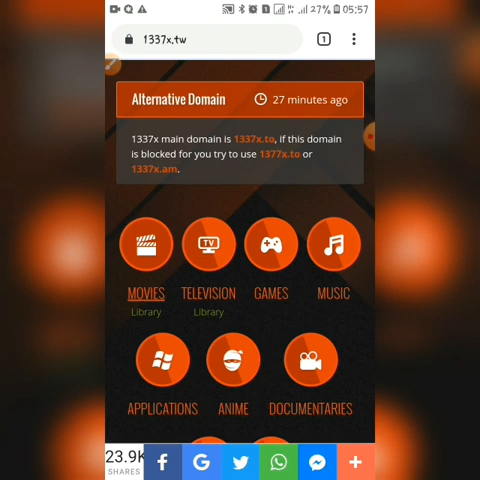 27% 05:57
1337x.tw
1
Alternative Domain
27 minutes ago
1337x main domain is 1337x.to, if this domain
is blocked for you try to use 1377x.to or
1337x.am.
TV
MOVIES TELEVISION GAMES MUSIC
Library Library
APPLICATIONS ANIME DOCUMENTARIES
23.9K
SHARES